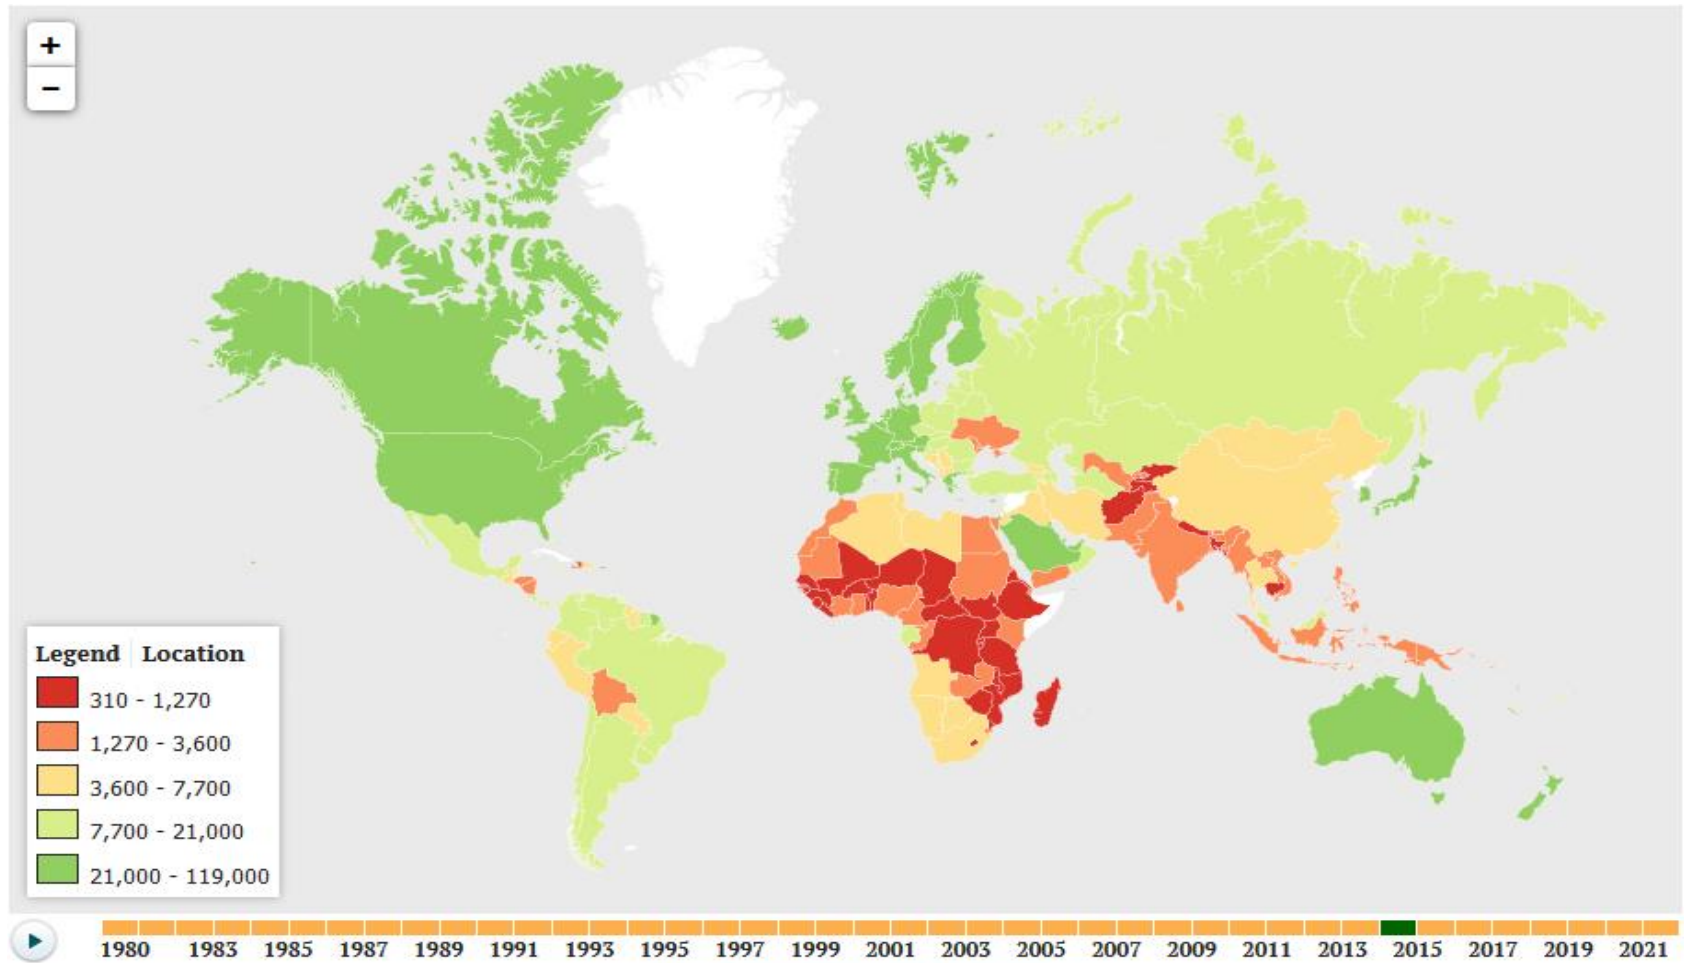 +
−
Legend Location
310 - 1,270
1,270 - 3,600
3,600 - 7,700
7,700 - 21,000
21,000 - 119,000
1980 1983 1985 1987 1989 1991 1993 1995 1997 1999 2001 2003 2005 2007 2009 2011 2013 2015 2017 2019 2021